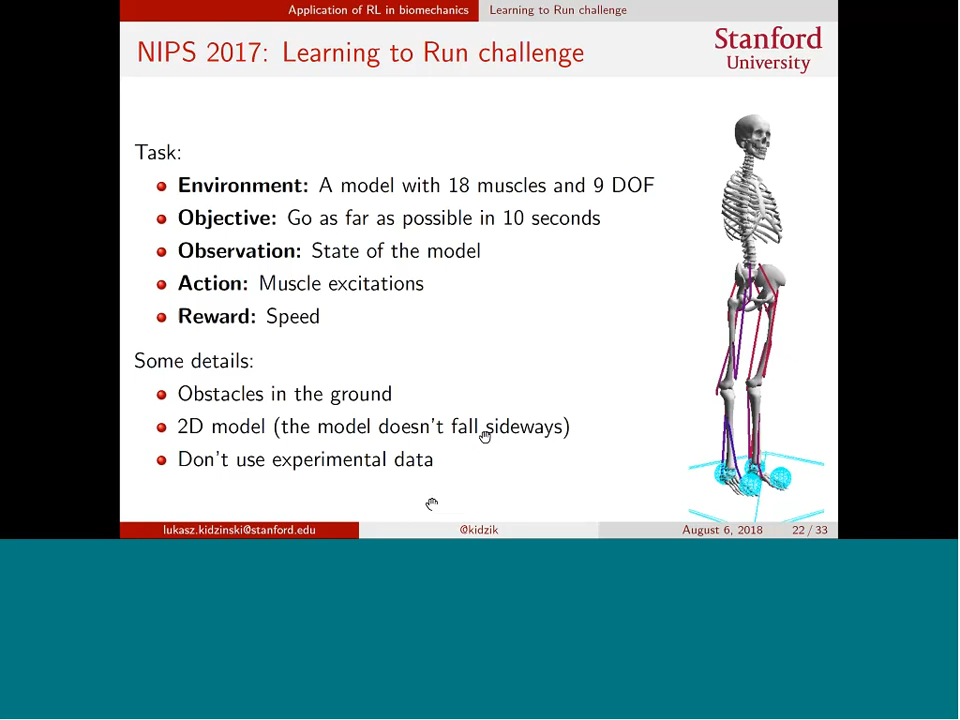 Application of RL in biomechanics
Learning to Run challenge
NIPS 2017: Learning to Run challenge
Stanford
University
Task:
Environment: A model with 18 muscles and 9 DOF
Objective: Go as far as possible in 10 seconds
Observation: State of the model
Action: Muscle excitations
Reward: Speed
Some details:
Obstacles in the ground
2D model (the model doesn't fall sideways)
Don't use experimental data
lukasz.kidzinski@stanford.edu
@kidzik
August 6, 2018
22 / 33